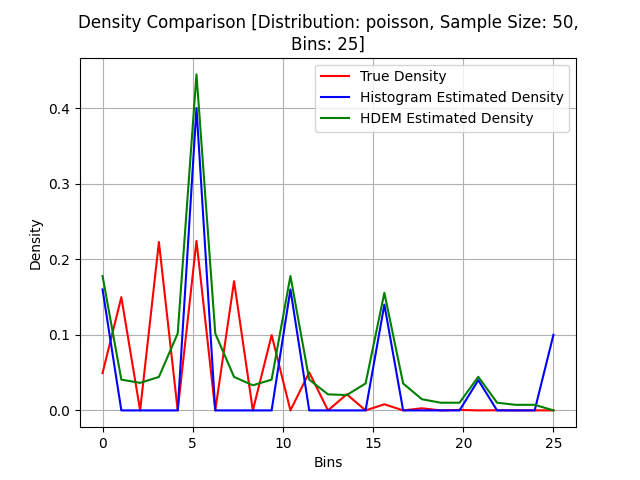 Density Comparison [Distribution: poisson, Sample Size: 50,
Bins: 25]
True Density
Histogram Estimated Density
HDEM Estimated Density
Density
0.4
0.3
0.2
0.1
0.0
0 5 10 15 20 25
Bins